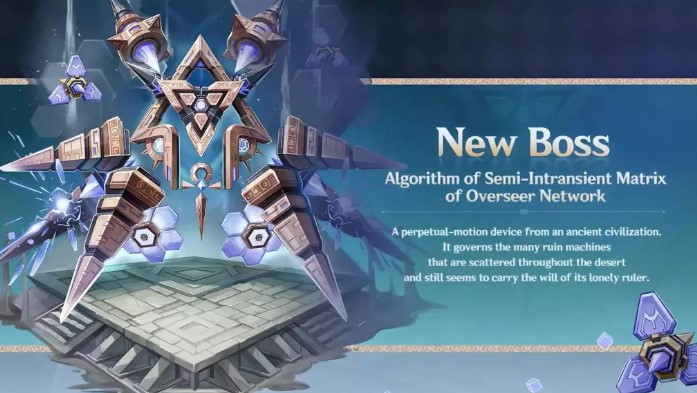 New Boss
Algorithm of Semi-Intransient Matrix
of Overseer Network
A perpetual-motion device from an ancient civilization.
It governs the many ruin machines
that are scattered throughout the desert
and still seems to carry the will of its lonely ruler.